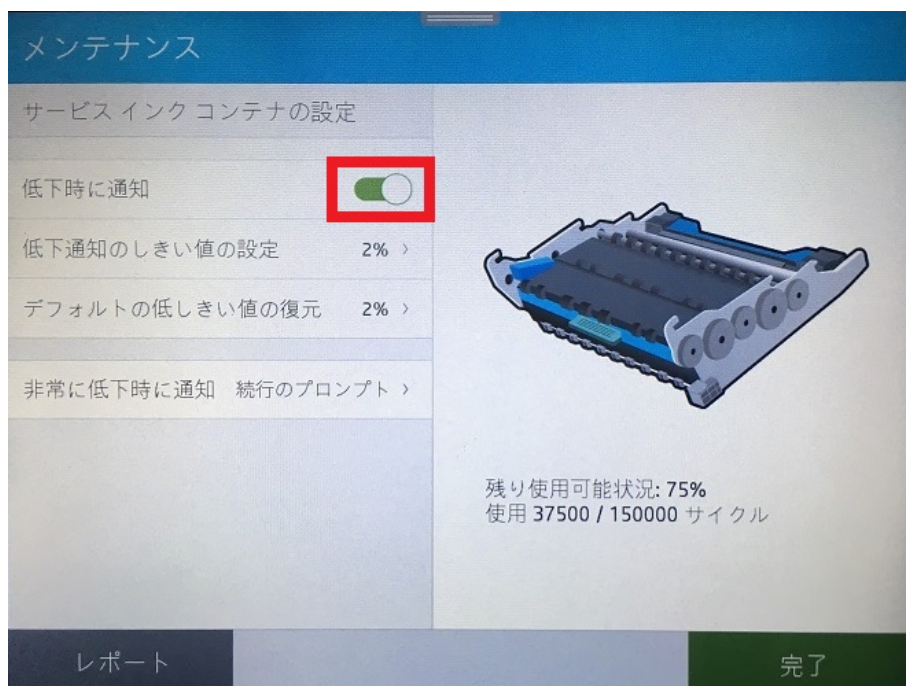 メンテナンス
サービス インク コンテナの設定
低下時に通知
低下通知のしきい値の設定 2% >
デフォルトの低しきい値の復元 2% >
非常に低下時に通知 続行のプロンプト >
残り使用可能状況: 75%
使用 37500 / 150000 サイクル
レポート
完了